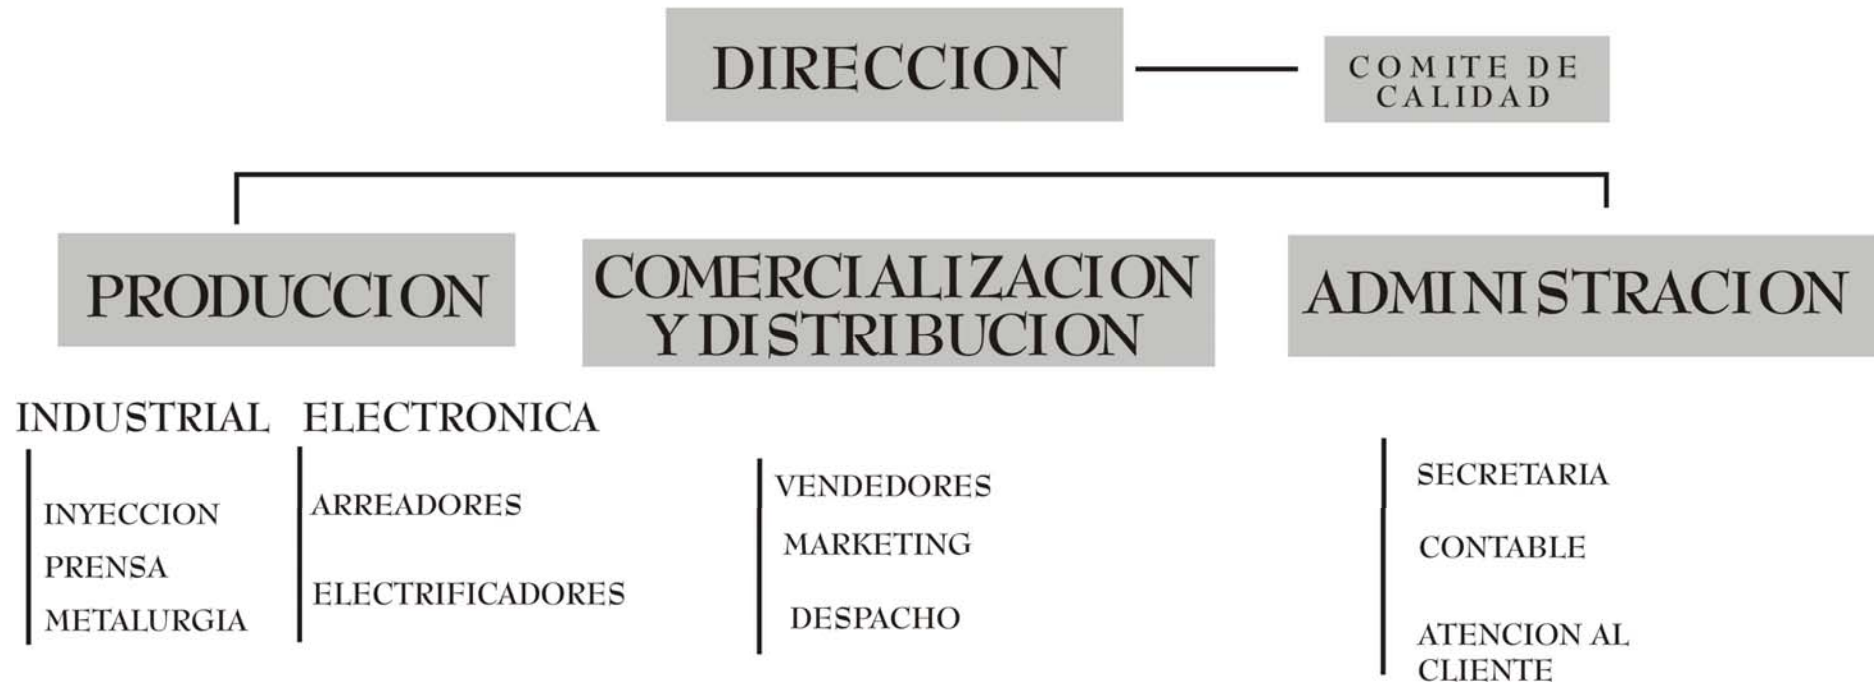 DIRECCION
COMITE DE
CALIDAD
PRODUCCION
COMERCIALIZACION
Y DISTRIBUCION
ADMINISTRACION
INDUSTRIAL
INYECCION
PRENSA
METALURGIA
ELECTRONICA
ARREADORES
ELECTRIFICADORES
VENDEDORES
MARKETING
DESPACHO
SECRETARIA
CONTABLE
ATENCION AL
CLIENTE